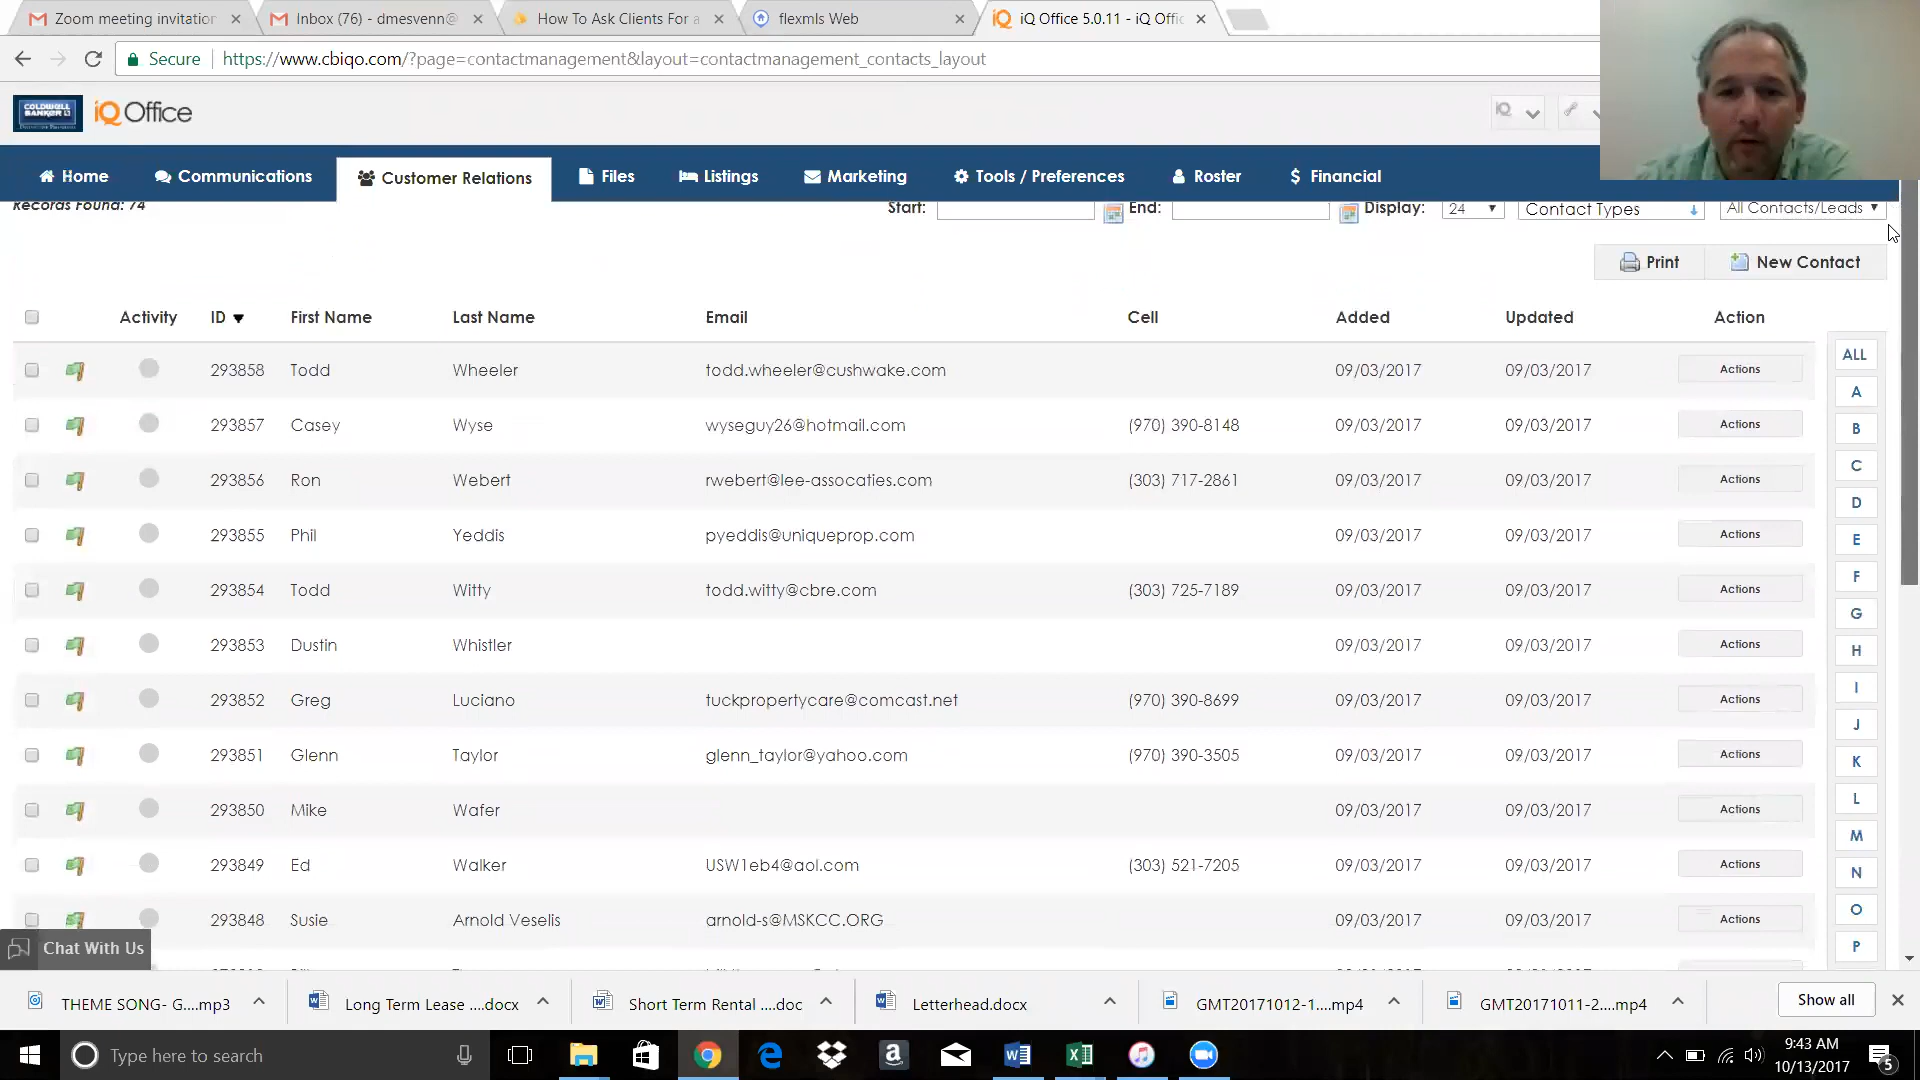 Zoom meeting invitation
Inbox (76) - dmesvenn@
How To Ask Clients For a
flexmls Web
iQ Office 5.0.11 - iQ Offic
Secure
https://www.cbiqo.com/?page=contactmanagement&layout=contactmanagement_contacts_layout
COLDWELL BANKER
iQ Office
Home
Communications
Customer Relations
Files
Listings
Marketing
Tools / Preferences
Roster
Financial
Records Found: 74
Start:
End:
Display:
24
Contact Types
All Contacts/Leads
Print
New Contact
Activity ID First Name Last Name Email Cell Added Updated Action
293858 Todd Wheeler todd.wheeler@cushwake.com 09/03/2017 09/03/2017 Actions
293857 Casey Wyse wyseguy26@hotmail.com (970) 390-8148 09/03/2017 09/03/2017 Actions
293856 Ron Webert rwebert@lee-assocaties.com (303) 717-2861 09/03/2017 09/03/2017 Actions
293855 Phil Yeddis pyeddis@uniqueprop.com 09/03/2017 09/03/2017 Actions
293854 Todd Witty todd.witty@cbre.com (303) 725-7189 09/03/2017 09/03/2017 Actions
293853 Dustin Whistler 09/03/2017 09/03/2017 Actions
293852 Greg Luciano tuckpropertycare@comcast.net (970) 390-8699 09/03/2017 09/03/2017 Actions
293851 Glenn Taylor glenn_taylor@yahoo.com (970) 390-3505 09/03/2017 09/03/2017 Actions
293850 Mike Wafer 09/03/2017 09/03/2017 Actions
293849 Ed Walker USW1eb4@aol.com (303) 521-7205 09/03/2017 09/03/2017 Actions
293848 Susie Arnold Veselis arnold-s@MSKCC.ORG 09/03/2017 09/03/2017 Actions
ALL
A
B
C
D
E
F
G
H
I
J
K
L
M
N
O
P
Chat With Us
THEME SONG- G....mp3
Long Term Lease ....docx
Short Term Rental ....doc
Letterhead.docx
GMT20171012-1....mp4
GMT20171011-2....mp4
Show all
Type here to search
9:43 AM
10/13/2017
5